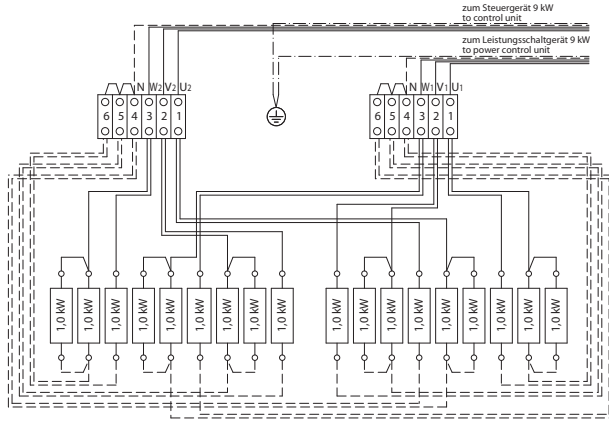 zum Steuergerät 9 kW
to control unit
zum Leistungsschaltgerät 9 kW
to power control unit
N W2 V2 U2
6 5 4 3 2 1
N W1 V1 U1
6 5 4 3 2 1
1,0 kW 1,0 kW 1,0 kW 1,0 kW 1,0 kW 1,0 kW 1,0 kW 1,0 kW 1,0 kW 1,0 kW 1,0 kW 1,0 kW 1,0 kW 1,0 kW 1,0 kW 1,0 kW 1,0 kW 1,0 kW